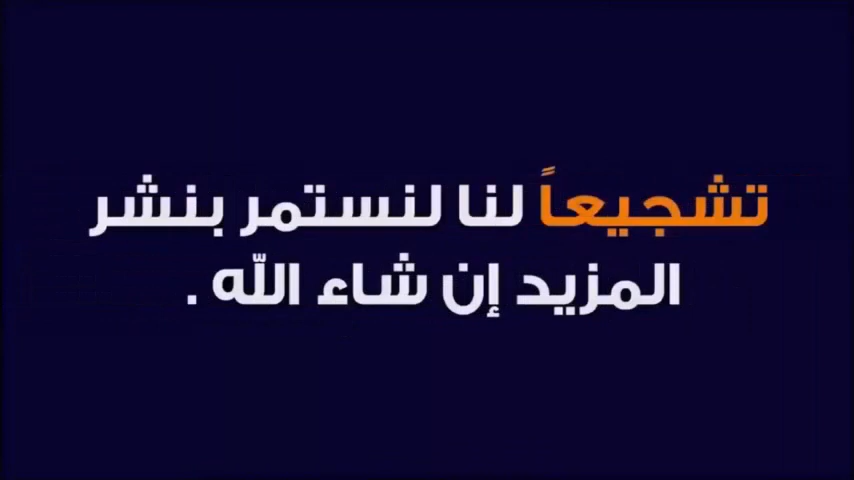 تشجيعاً لنا لنستمر بنشر
المزيد إن شاء الله .